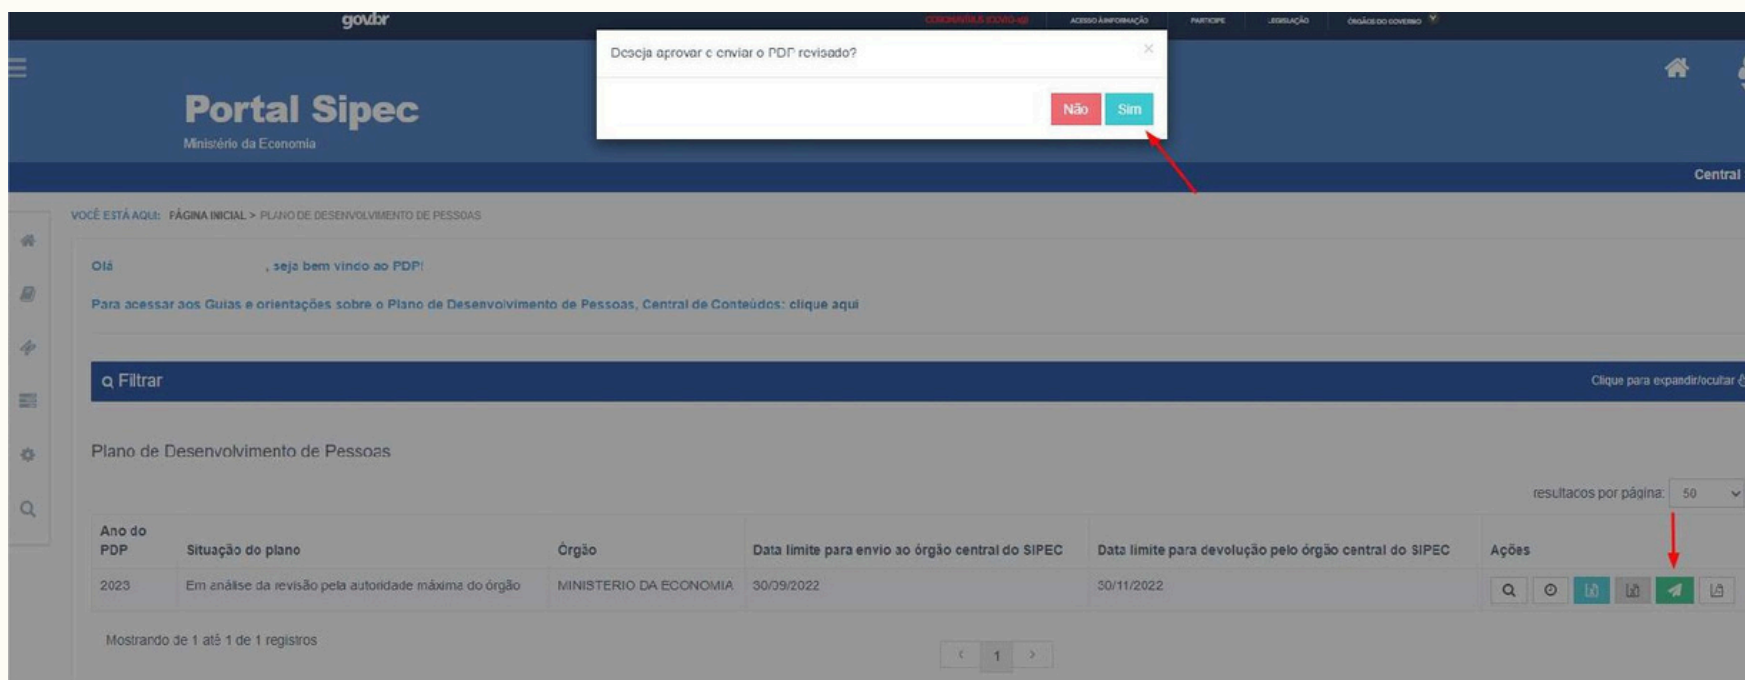 govbr
CORONAVÍRUS (COVID-19) ACESSO À INFORMAÇÃO PARTICIPE LEGISLAÇÃO ÓRGÃOS DO GOVERNO
Deseja aprovar e enviar o PDP revisado? ×
Não Sim
Portal Sipec
Ministério da Economia
Central
VOCÊ ESTÁ AQUI: PÁGINA INICIAL > PLANO DE DESENVOLVIMENTO DE PESSOAS
Olá , seja bem vindo ao PDP!
Para acessar aos Guias e orientações sobre o Plano de Desenvolvimento de Pessoas, Central de Conteúdos: clique aqui
Filtrar Clique para expandir/ocultar
Plano de Desenvolvimento de Pessoas
resultados por página: 50
Ano do PDP Situação do plano Órgão Data limite para envio ao órgão central do SIPEC Data limite para devolução pelo órgão central do SIPEC Ações
2023 Em análise da revisão pela autoridade máxima do órgão MINISTERIO DA ECONOMIA 30/09/2022 30/11/2022
Mostrando de 1 até 1 de 1 registros
‹ 1 ›